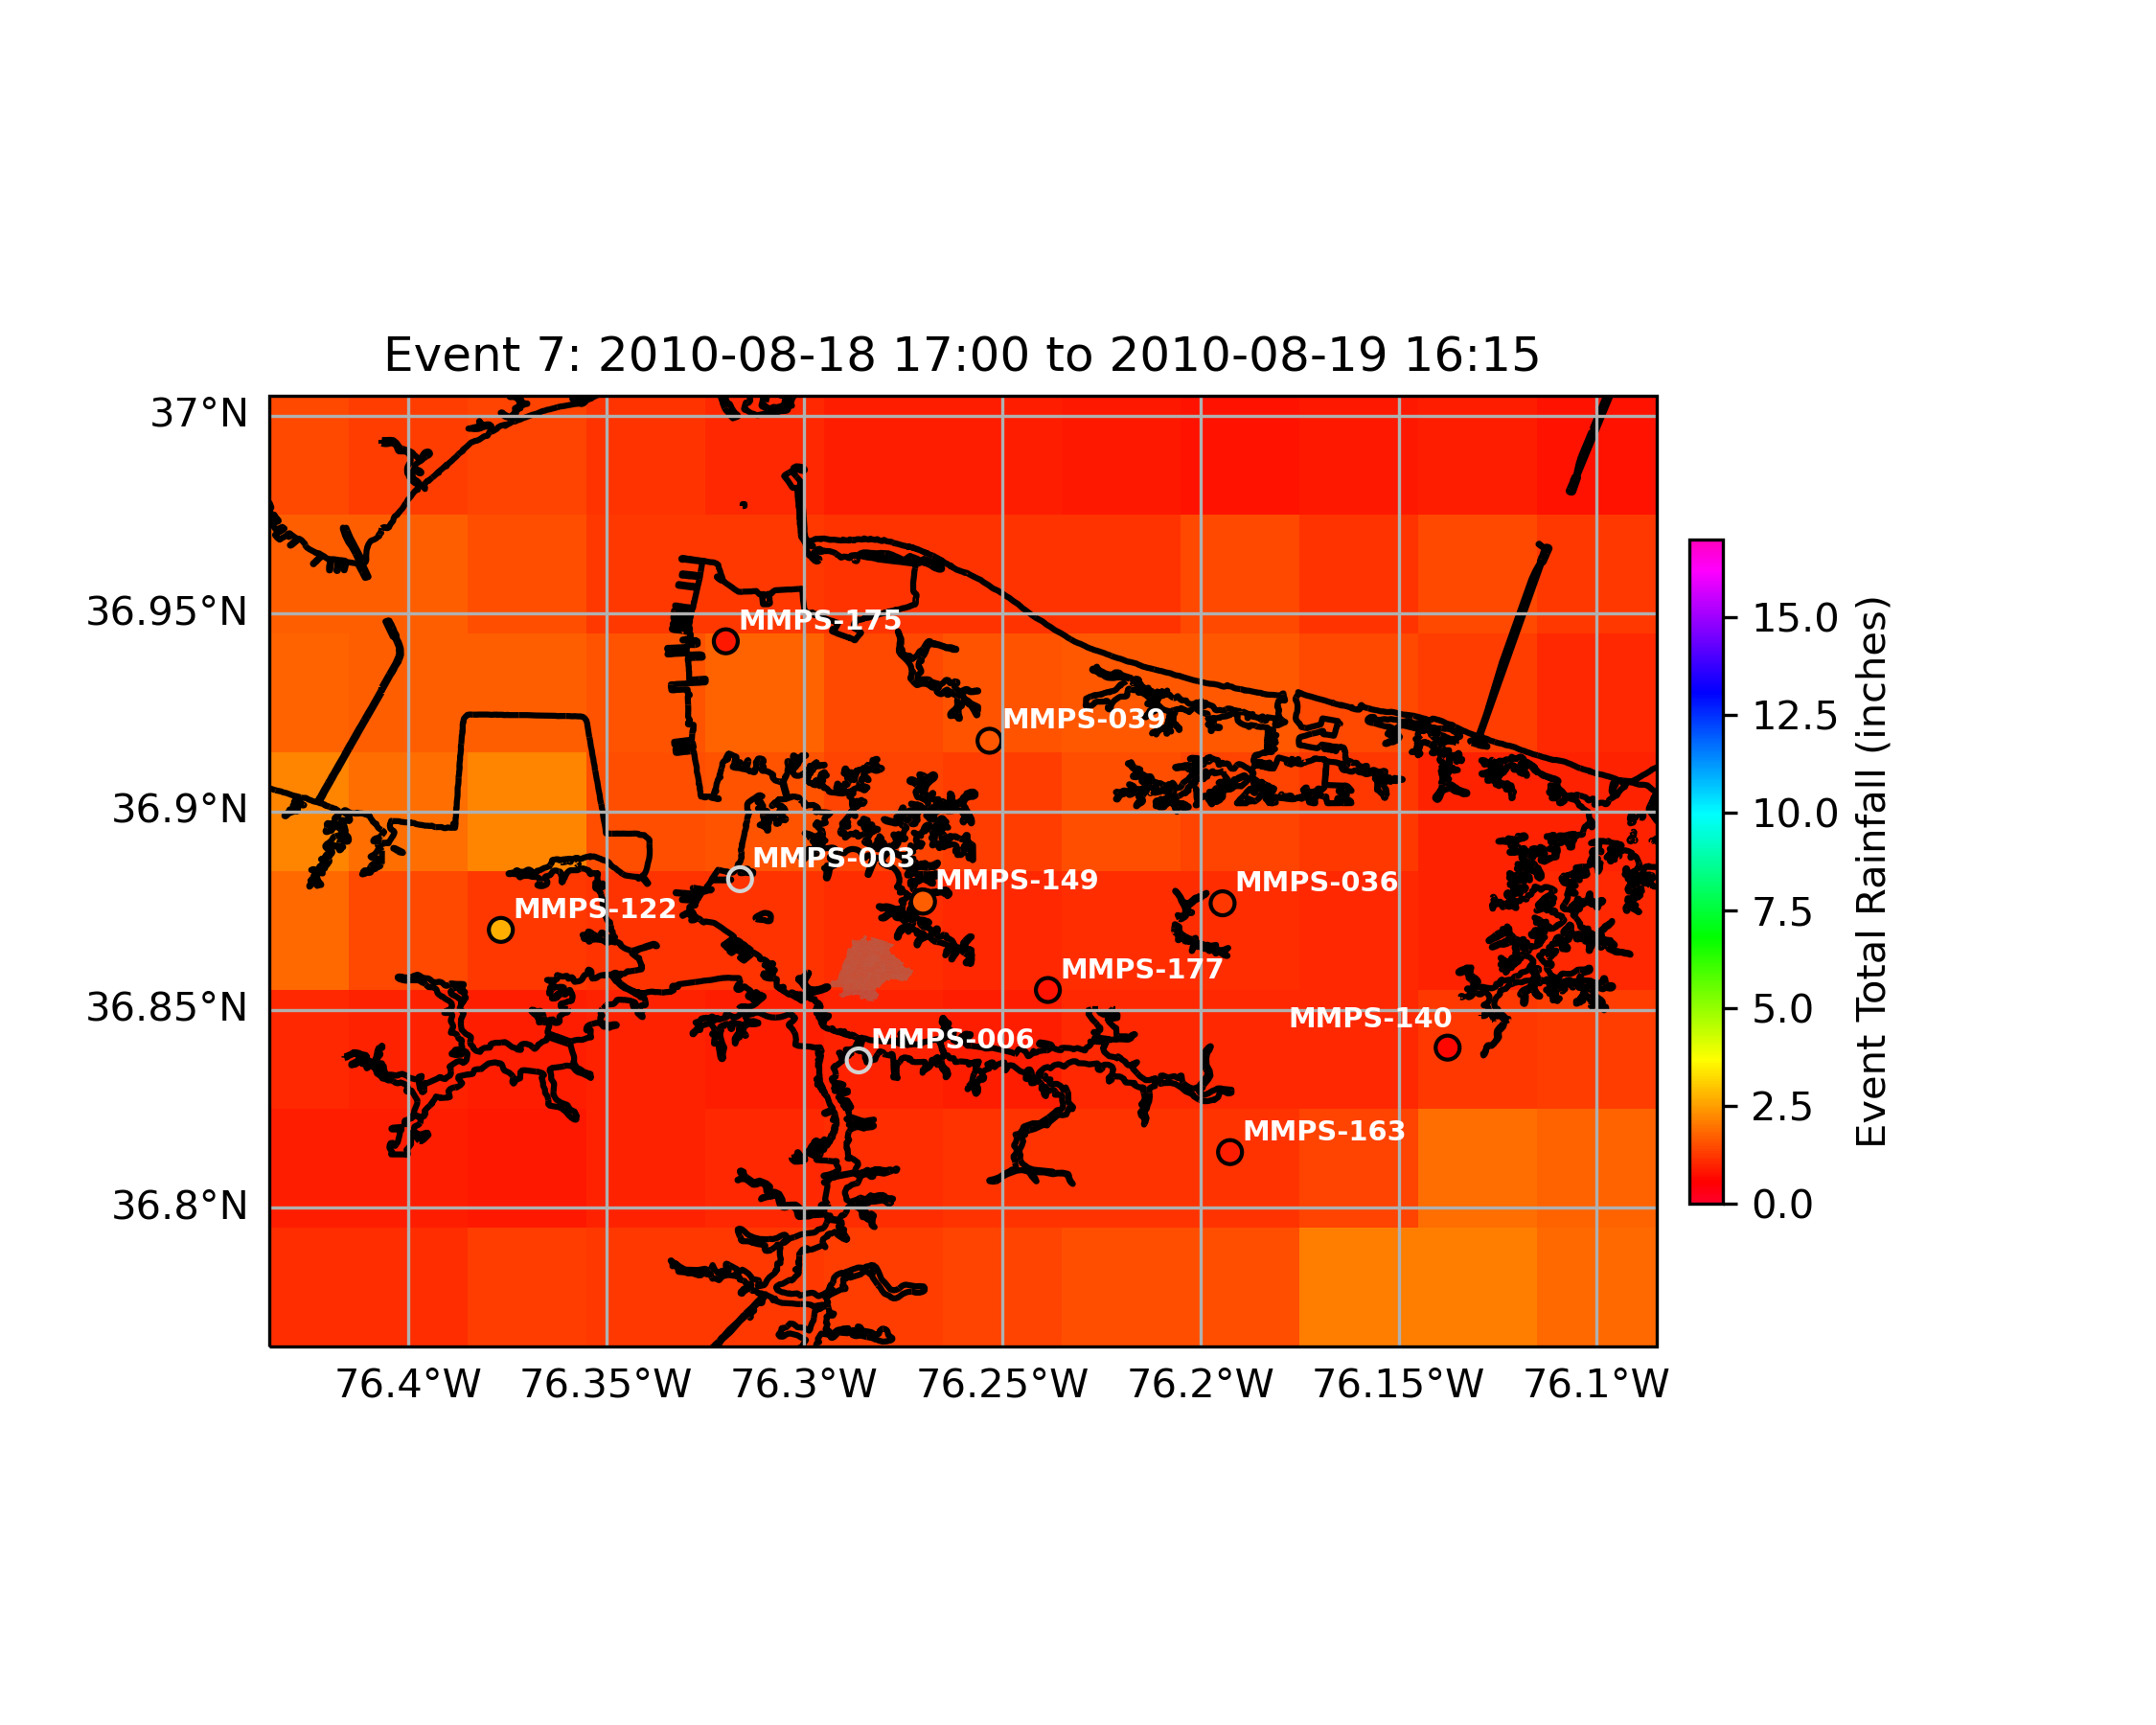 Event 7: 2010-08-18 17:00 to 2010-08-19 16:15
37°N
36.95°N
36.9°N
36.85°N
36.8°N
76.4°W
76.35°W
76.3°W
76.25°W
76.2°W
76.15°W
76.1°W
MMPS-175
MMPS-039
MMPS-003
MMPS-149
MMPS-036
MMPS-122
MMPS-177
MMPS-140
MMPS-006
MMPS-163
15.0
12.5
10.0
7.5
5.0
2.5
0.0
Event Total Rainfall (inches)